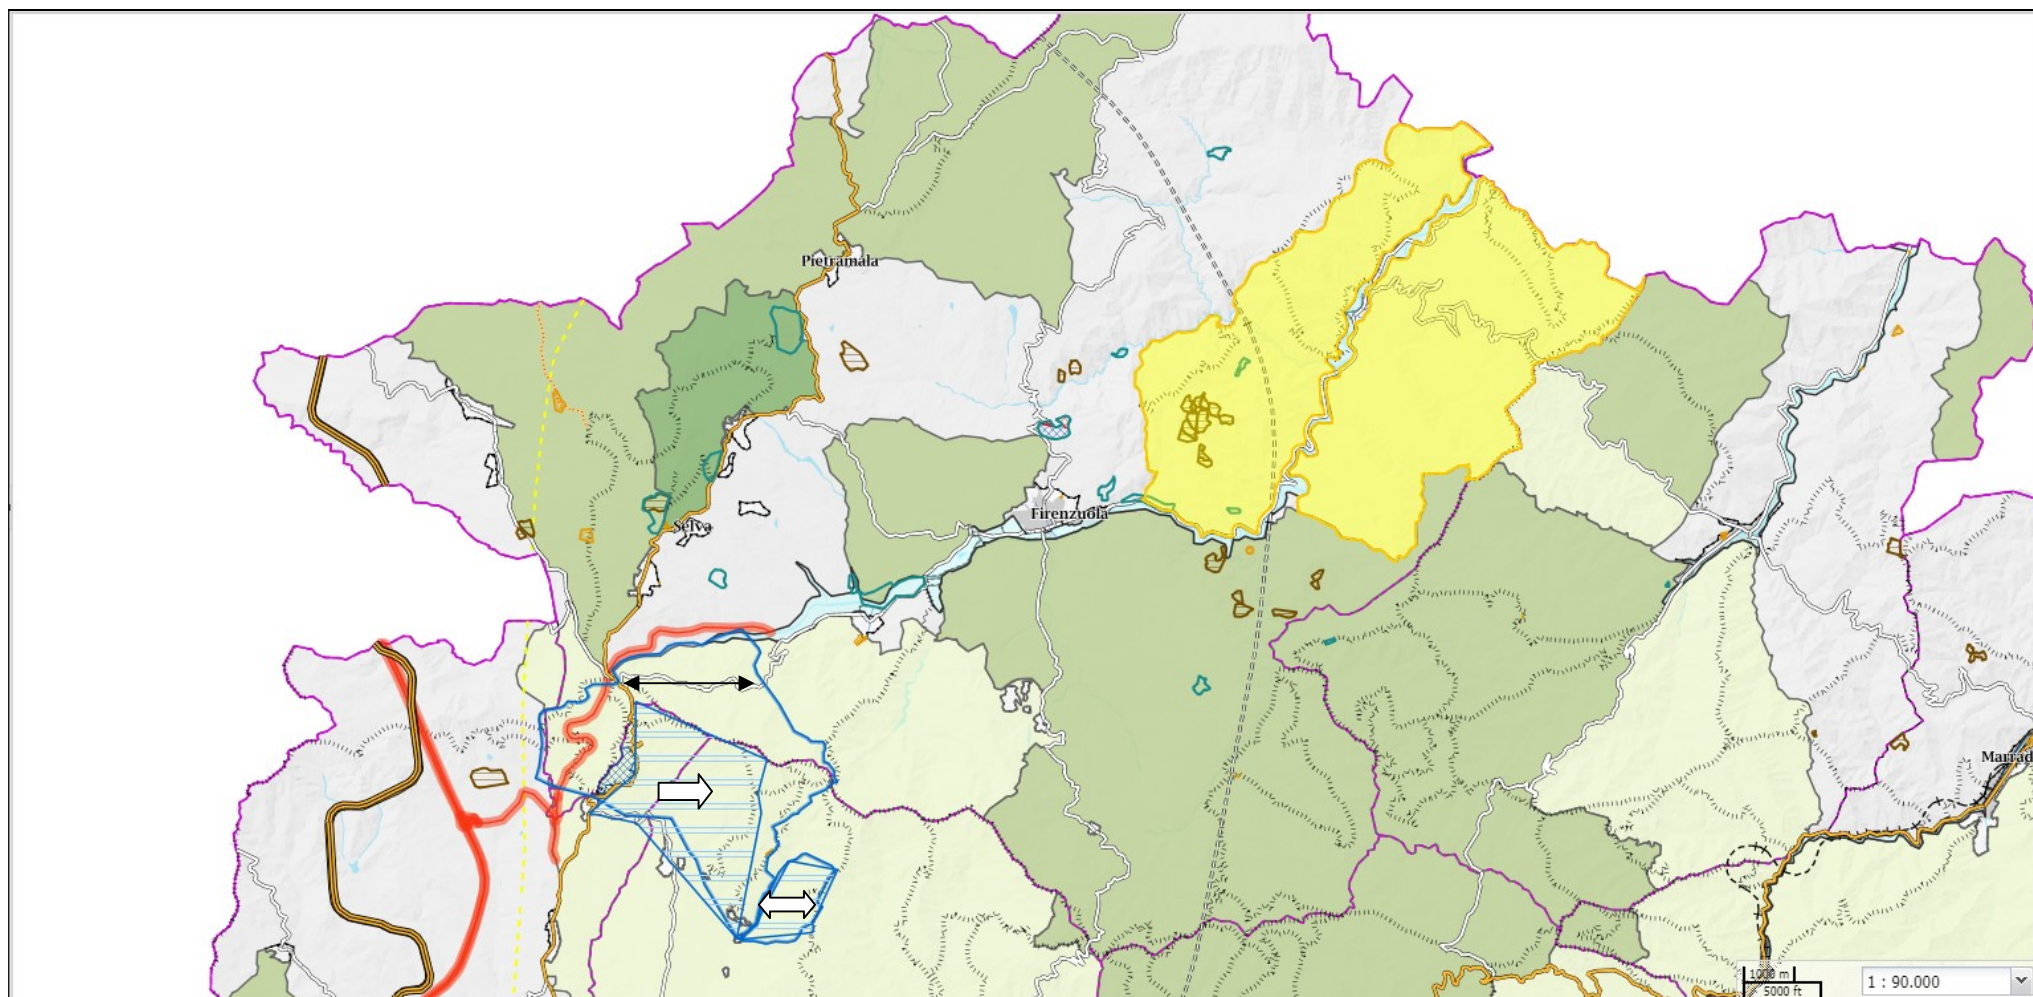 Pietramala
Firenzuola
Selva
Marrad
1000 m
5000 ft
1 : 90.000